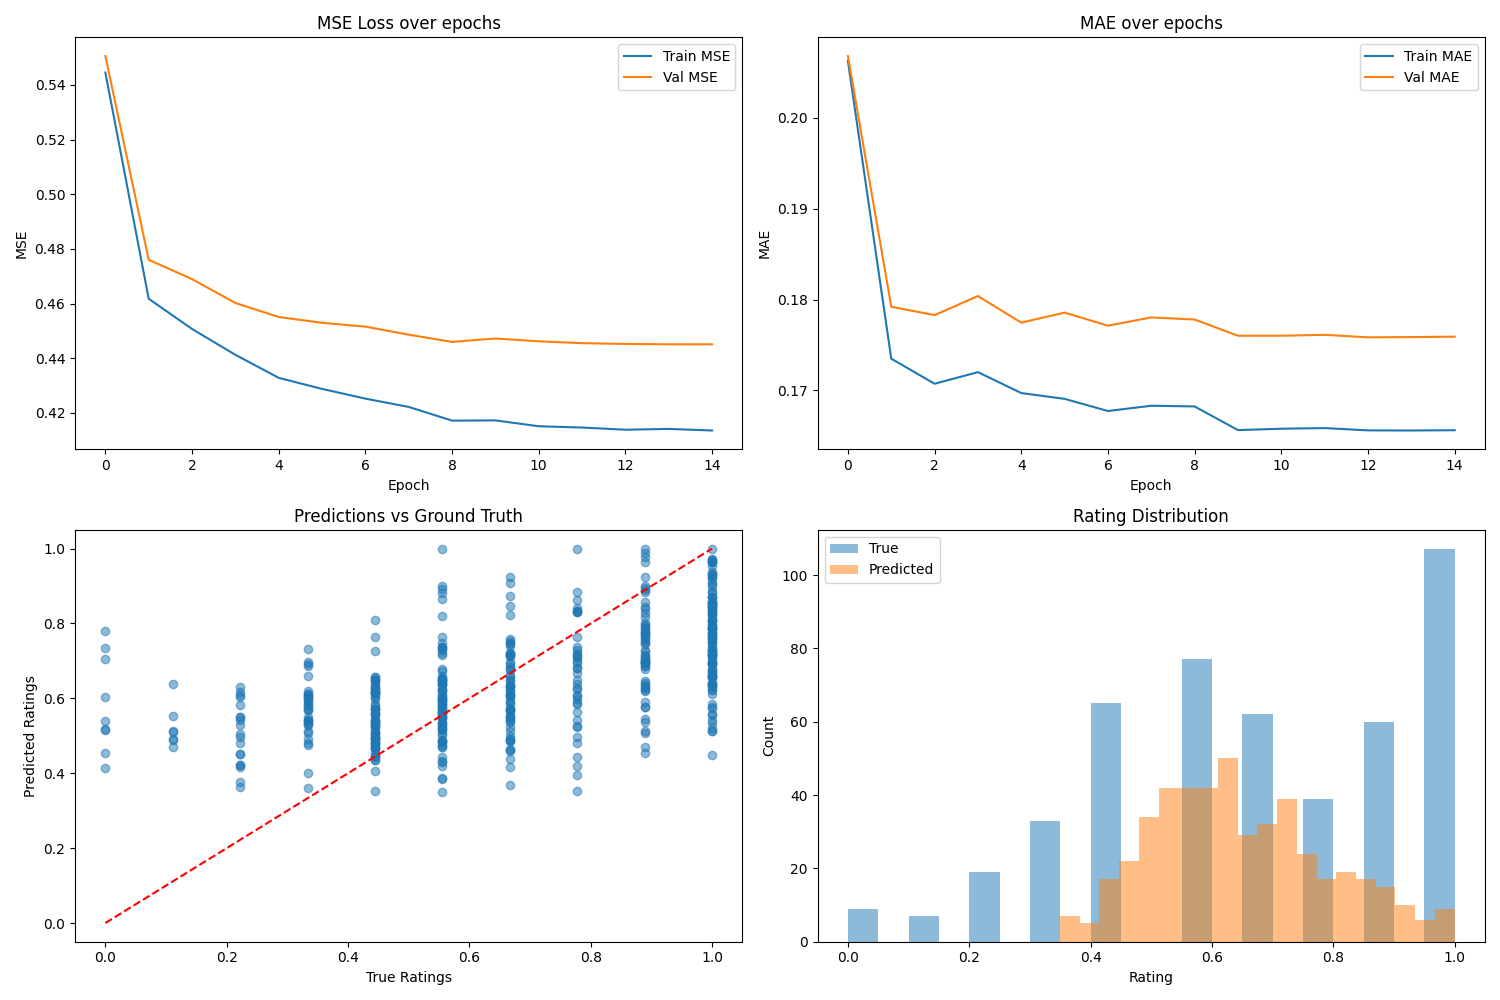 MSE Loss over epochs
MSE
0.54
0.52
0.50
0.48
0.46
0.44
0.42
Train MSE
Val MSE
0 2 4 6 8 10 12 14
Epoch
MAE over epochs
MAE
0.20
0.19
0.18
0.17
Train MAE
Val MAE
0 2 4 6 8 10 12 14
Epoch
Predictions vs Ground Truth
Predicted Ratings
1.0
0.8
0.6
0.4
0.2
0.0
0.0 0.2 0.4 0.6 0.8 1.0
True Ratings
Rating Distribution
Count
True
Predicted
100
80
60
40
20
0
0.0 0.2 0.4 0.6 0.8 1.0
Rating